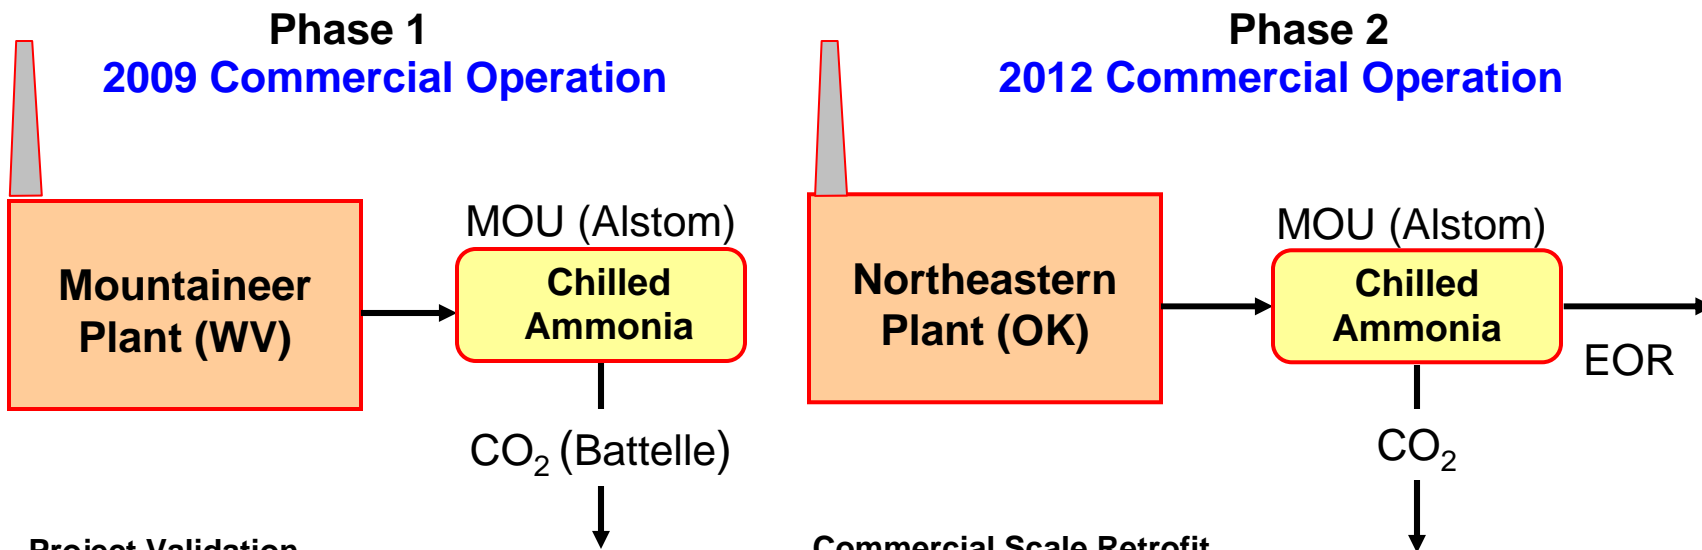 Phase 1
2009 Commercial Operation
MOU (Alstom)
Mountaineer
Plant (WV)
Chilled
Ammonia
CO₂ (Battelle)
Project Validation
Phase 2
2012 Commercial Operation
MOU (Alstom)
Northeastern
Plant (OK)
Chilled
Ammonia
EOR
CO₂
Commercial Scale Retrofit